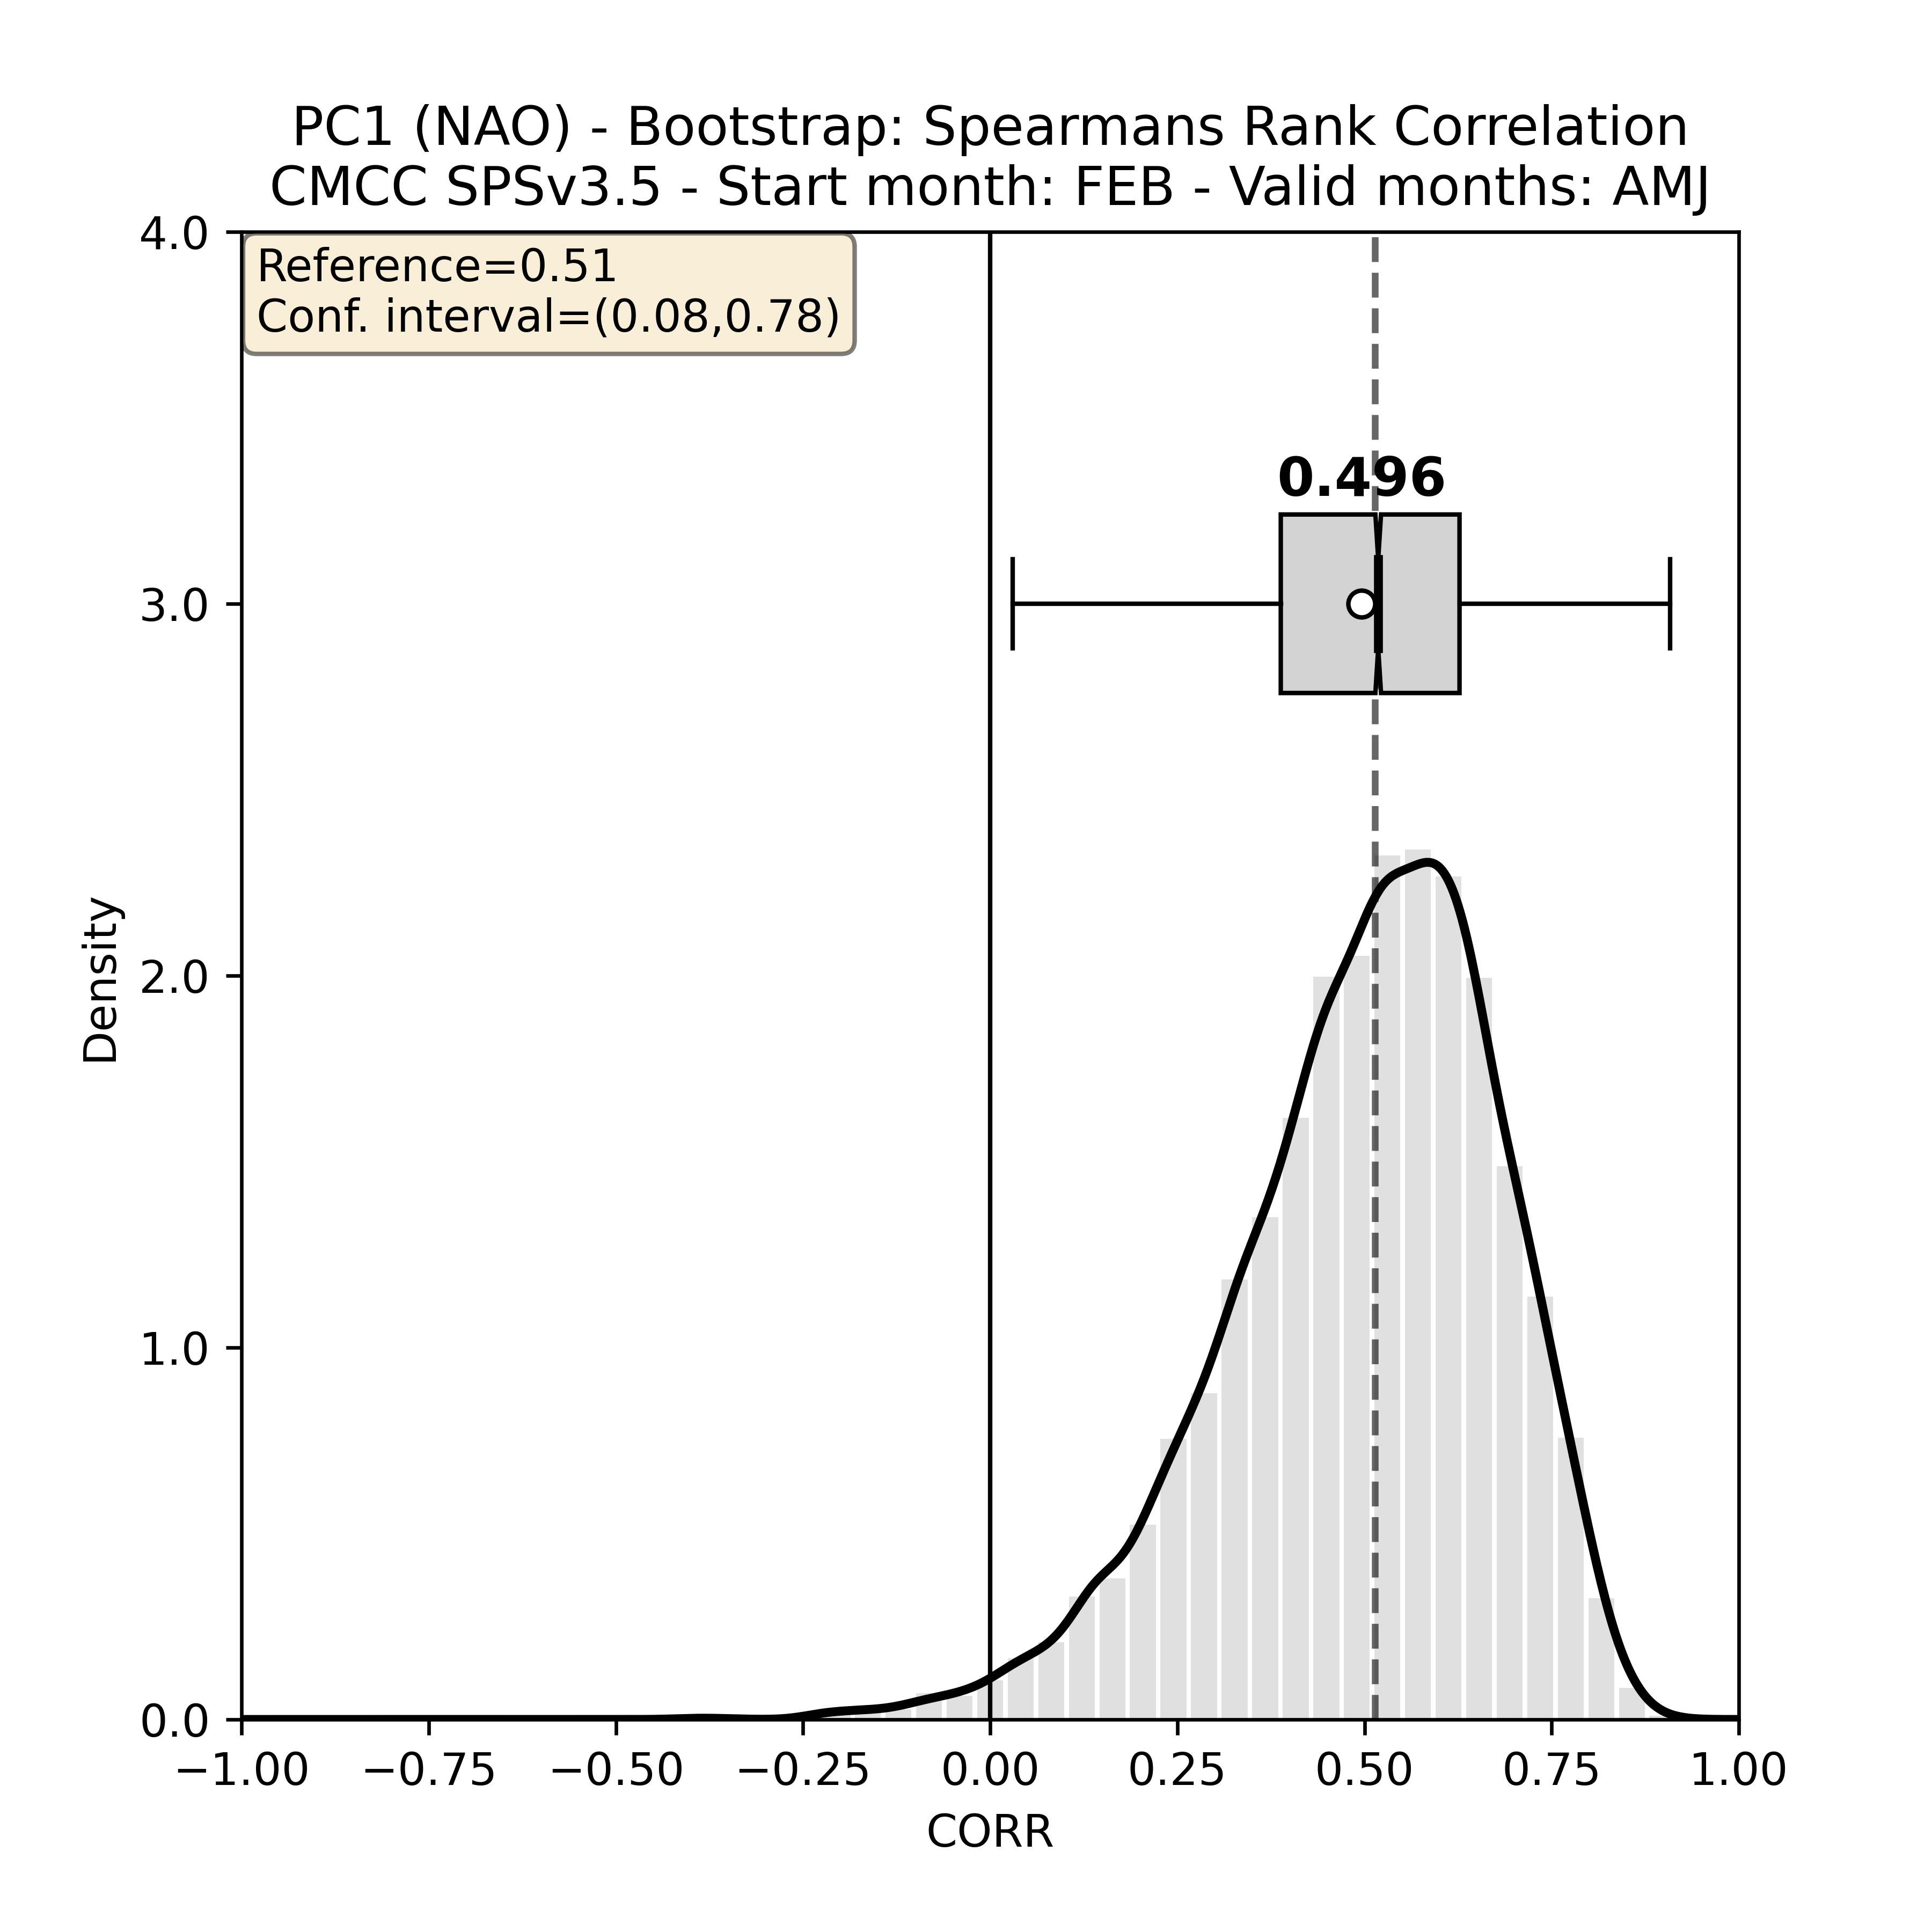 PC1 (NAO) - Bootstrap: Spearmans Rank Correlation
CMCC SPSv3.5 - Start month: FEB - Valid months: AMJ
Reference=0.51
Conf. interval=(0.08,0.78)
0.496
4.0
3.0
2.0
1.0
0.0
Density
−1.00 −0.75 −0.50 −0.25 0.00 0.25 0.50 0.75 1.00
CORR